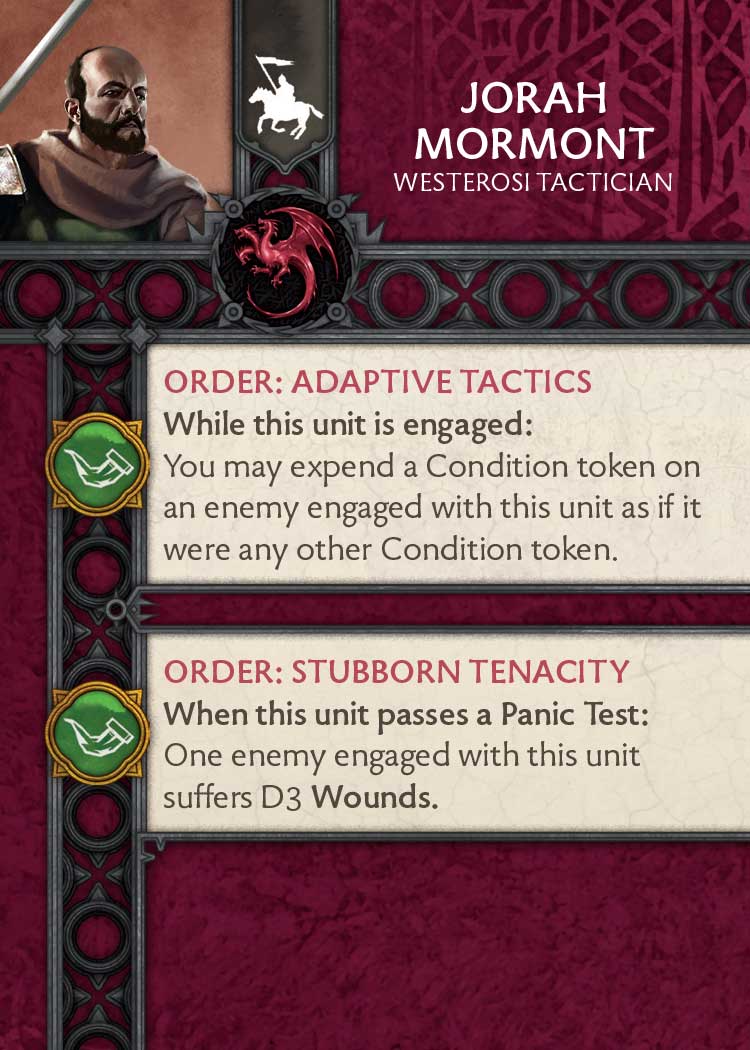 JORAH
MORMONT
WESTEROSI TACTICIAN
ORDER: ADAPTIVE TACTICS
While this unit is engaged:
You may expend a Condition token on
an enemy engaged with this unit as if it
were any other Condition token.
ORDER: STUBBORN TENACITY
When this unit passes a Panic Test:
One enemy engaged with this unit
suffers D3 Wounds.